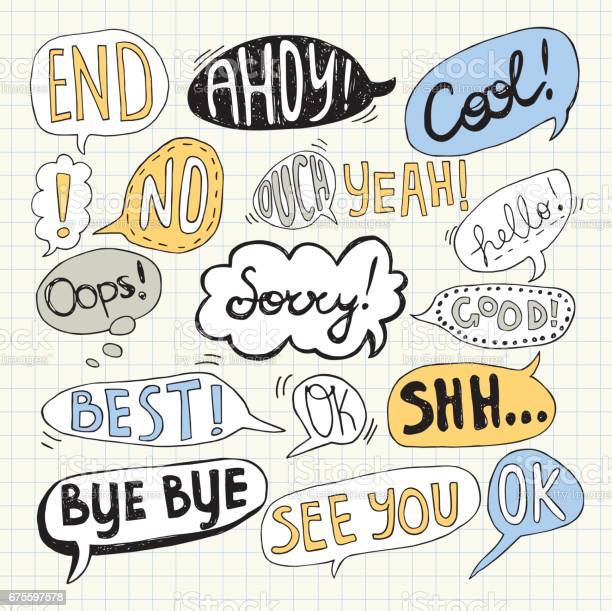 END
AHOY!
Cool!
!
NO
OUCH
YEAH!
hello!
Oops!
Sorry!
GOOD!
BEST!
OK
SHH...
BYE BYE
SEE YOU
OK
iStock
by Getty Images™
675597578